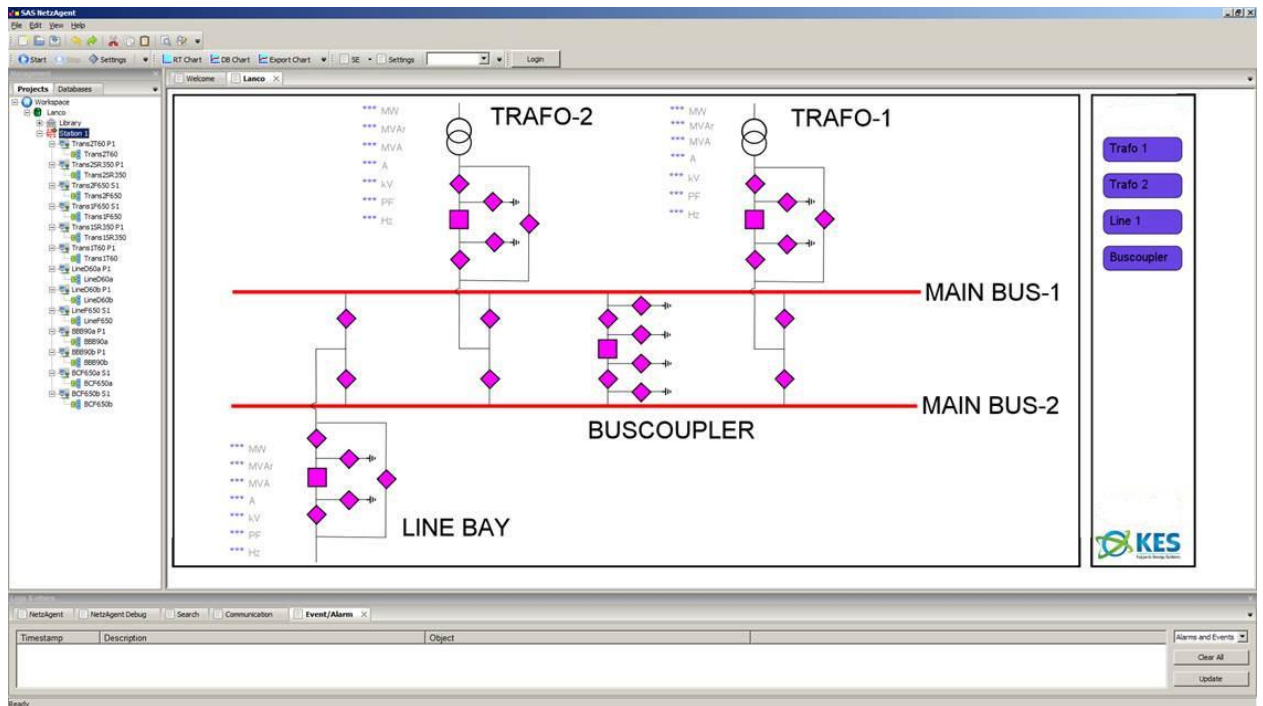 SAS NetzAgent
File Edit View Help
Start Settings RT Chart DB Chart Export Chart SE Settings Login
Projects Databases
Welcome Lanco
Workspace
Lanco
Library
Station 1
Trans2T60 P1
Trans2T60
Trans2SR350 P1
Trans2SR350
Trans2F650 S1
Trans2F650
Trans1F650 S1
Trans1F650
Trans1SR350 P1
Trans1SR350
Trans1T60 P1
Trans1T60
LineD60a P1
LineD60a
LineD60b P1
LineD60b
LineF650 S1
LineF650
BBB90a P1
BBB90a
BBB90b P1
BBB90b
BCF650a S1
BCF650a
BCF650b S1
BCF650b
*** MW
*** MVAr
*** MVA
*** A
*** kV
*** PF
*** Hz
TRAFO-2
*** MW
*** MVAr
*** MVA
*** A
*** kV
*** PF
*** Hz
TRAFO-1
MAIN BUS-1
MAIN BUS-2
BUSCOUPLER
*** MW
*** MVAr
*** MVA
*** A
*** kV
*** PF
*** Hz
LINE BAY
Trafo 1
Trafo 2
Line 1
Buscoupler
KES
NetzAgent NetzAgent Debug Search Communication Event/Alarm
Timestamp Description Object
Alarms and Events
Clear All
Update
Ready